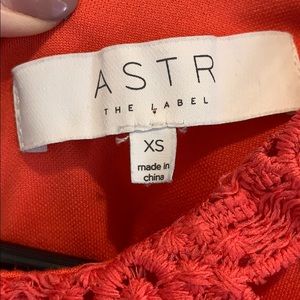 ASTR
THE LABEL
XS
made in
china